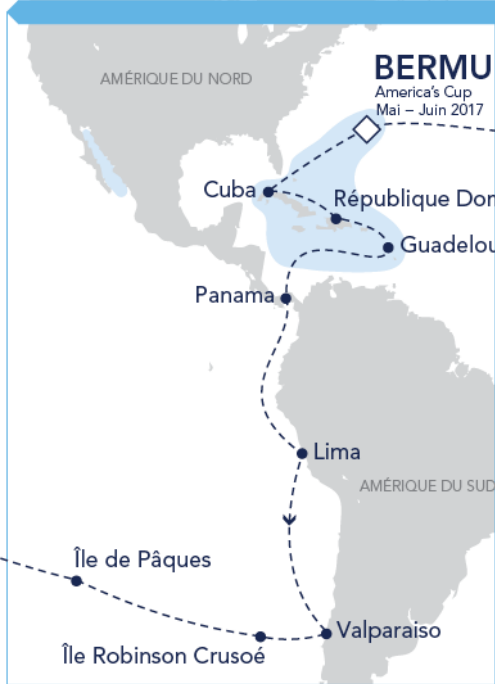 AMÉRIQUE DU NORD
BERMU
America's Cup
Mai – Juin 2017
Cuba
République Don
Guadelou
Panama
Lima
AMÉRIQUE DU SUD
Île de Pâques
Valparaiso
Île Robinson Crusoé